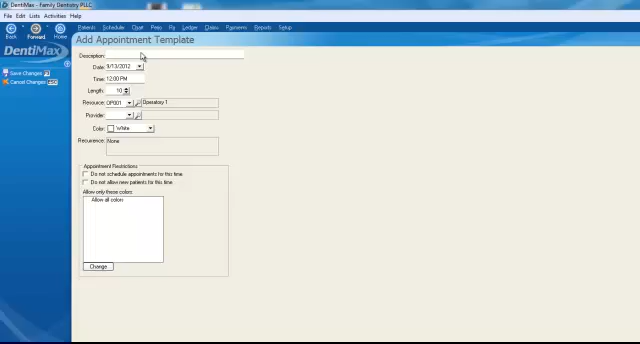 DentiMax - Family Dentistry PLLC
File Edit Lists Activities Help
Back Forward Home
Patients Schedule Chart Perio Rx Ledger Claims Payments Reports Setup
DentiMax
Add Appointment Template
Save Changes F3
Cancel Changes ESC
Description:
Date: 9/13/2012
Time: 12:00 PM
Length: 10
Resource: OP001 Operatory 1
Provider:
Color: White
Recurrence: None
Appointment Restrictions
Do not schedule appointments for this time.
Do not allow new patients for this time.
Allow only these colors
Allow all colors
Change